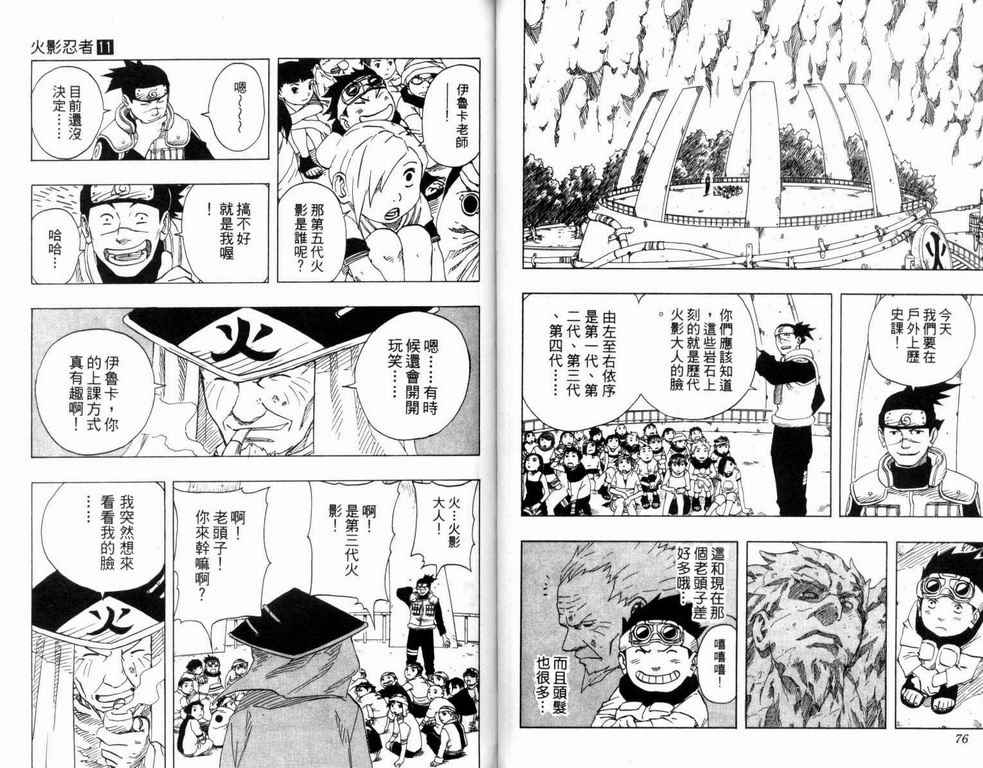 火
今天
我們要在
戶外上歷
史課！
你們應該知道
，這些岩石上
刻的就是歷代
火影大人的臉
。
由左至右依序
是第一代、第
二代、第三代
、第四代……
這和現在那
個老頭子差
好多哦…
嘻嘻！
而且頭髮
也很多…
76
火影忍者11
伊魯卡老師
——！
那第五代火
影是誰呢？
嗯～～～～
目前還沒
決定……
搞不好
就是我喔
！
哈哈…
嗯……有時
候還會開開
玩笑……
火
伊魯卡，你
的上課方式
真有趣啊！
火…火影
大人！
啊！
是第三代火
影！
啊！
老頭子！
你來幹嘛啊？
我突然想來
看看我的臉
……
火